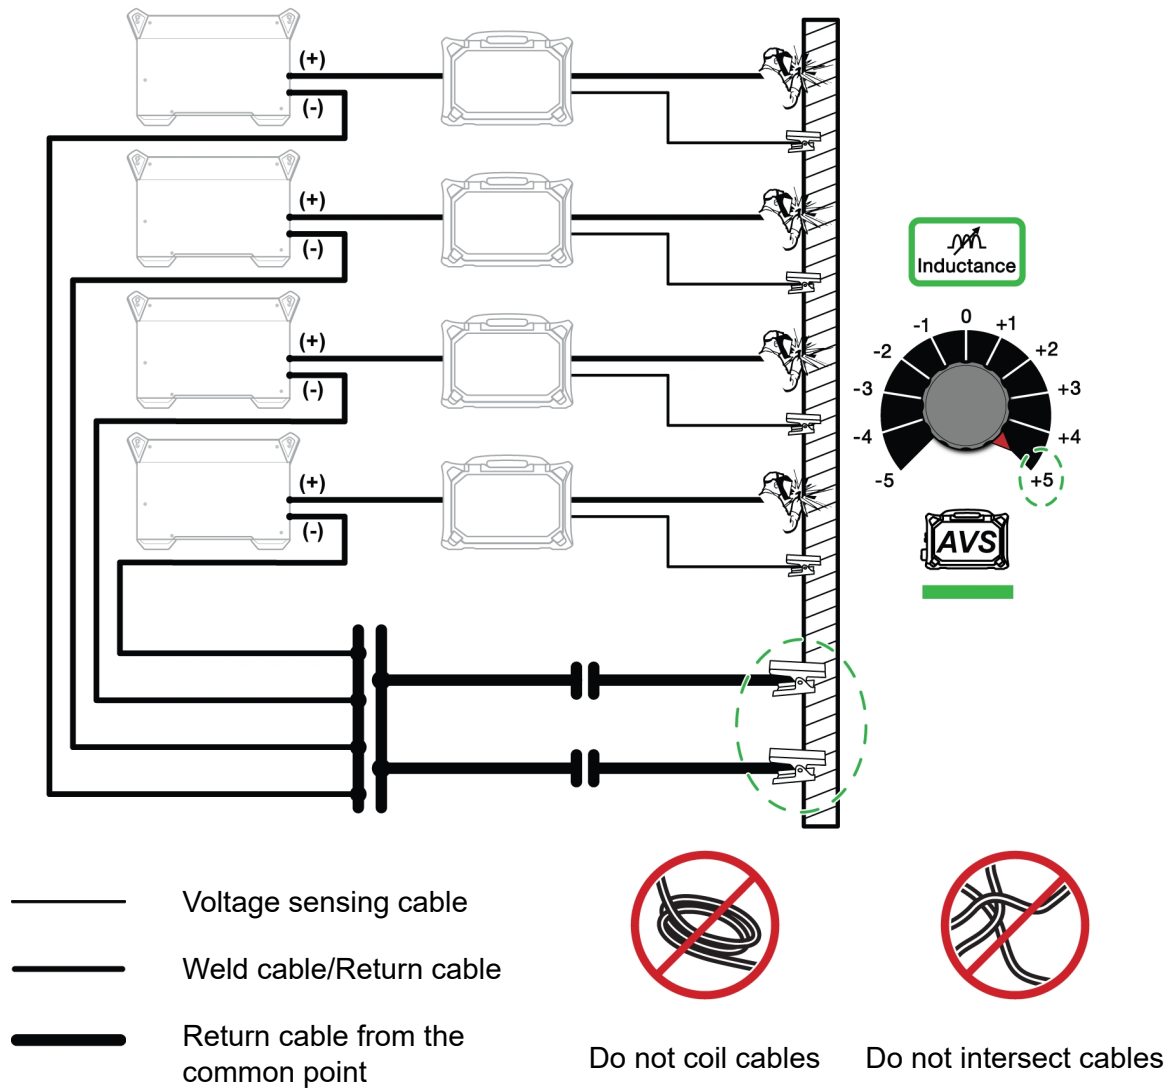 (+)
(-)
(+)
(-)
(+)
(-)
(+)
(-)
Inductance
-5
-4
-3
-2
-1
0
+1
+2
+3
+4
+5
AVS
Voltage sensing cable
Weld cable/Return cable
Return cable from the
common point
Do not coil cables
Do not intersect cables